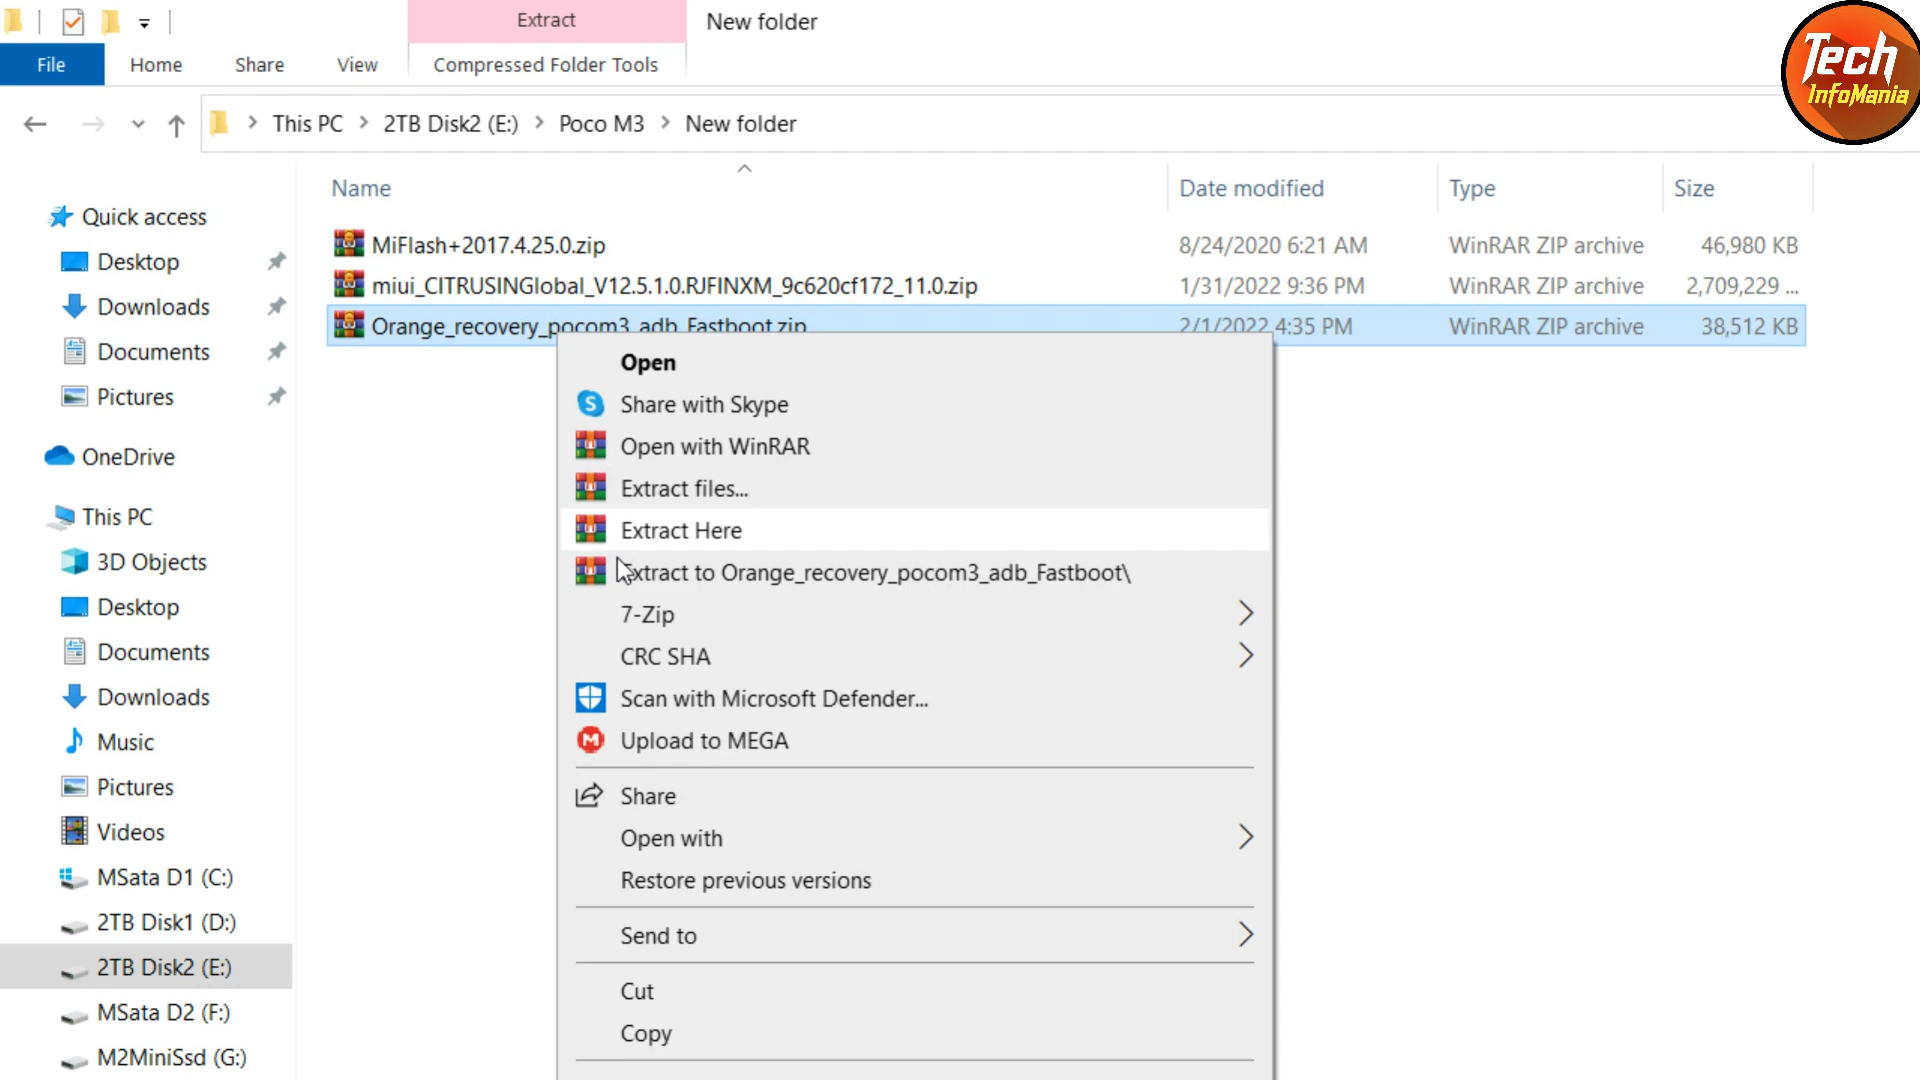 Extract
New folder
Tech
InfoMania
File
Home
Share
View
Compressed Folder Tools
This PC
2TB Disk2 (E:)
Poco M3
New folder
Name
Date modified
Type
Size
MiFlash+2017.4.25.0.zip
8/24/2020 6:21 AM
WinRAR ZIP archive
46,980 KB
miui_CITRUSINGlobal_V12.5.1.0.RJFINXM_9c620cf172_11.0.zip
1/31/2022 9:36 PM
WinRAR ZIP archive
2,709,229 ...
Orange_recovery_pocom3_adb_Fastboot.zip
2/1/2022 4:35 PM
WinRAR ZIP archive
38,512 KB
Quick access
Desktop
Downloads
Documents
Pictures
OneDrive
This PC
3D Objects
Desktop
Documents
Downloads
Music
Pictures
Videos
MSata D1 (C:)
2TB Disk1 (D:)
2TB Disk2 (E:)
MSata D2 (F:)
M2MiniSsd (G:)
Open
Share with Skype
Open with WinRAR
Extract files...
Extract Here
Extract to Orange_recovery_pocom3_adb_Fastboot\
7-Zip
CRC SHA
Scan with Microsoft Defender...
Upload to MEGA
Share
Open with
Restore previous versions
Send to
Cut
Copy